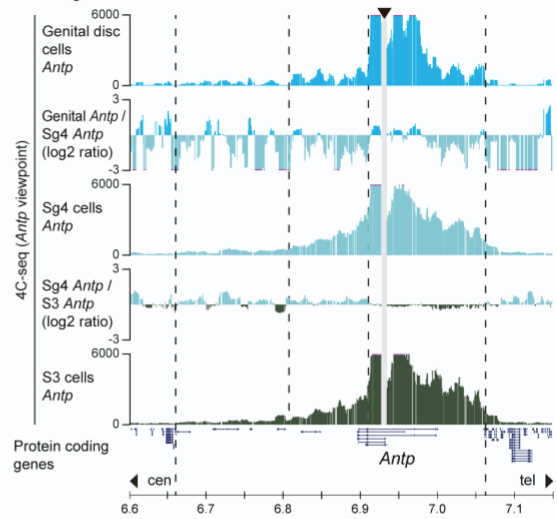 6000
Genital disc
cells
Antp
0
3
Genital Antp /
Sg4 Antp
(log2 ratio)
-3
6000
Sg4 cells
Antp
0
3
Sg4 Antp /
S3 Antp
(log2 ratio)
-3
6000
S3 cells
Antp
0
4C-seq (Antp viewpoint)
Protein coding
genes
Antp
cen
tel
6.6 6.7 6.8 6.9 7.0 7.1